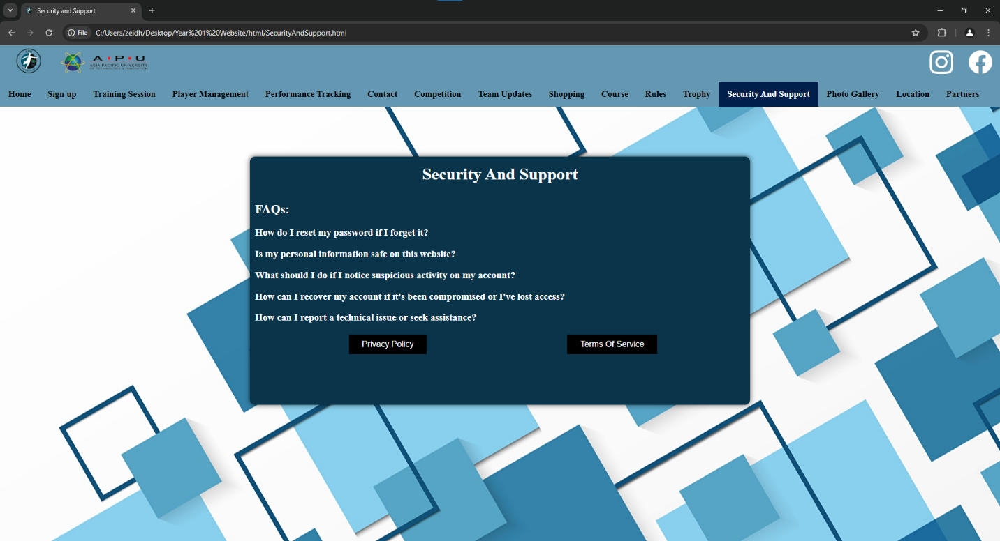 Security and Support
File C:/Users/zeidh/Desktop/Year%201%20Website/html/SecurityAndSupport.html
A·P·U
ASIA PACIFIC UNIVERSITY
OF TECHNOLOGY & INNOVATION
Home Sign up Training Session Player Management Performance Tracking Contact Competition Team Updates Shopping Course Rules Trophy Security And Support Photo Gallery Location Partners
Security And Support
FAQs:
How do I reset my password if I forget it?
Is my personal information safe on this website?
What should I do if I notice suspicious activity on my account?
How can I recover my account if it's been compromised or I've lost access?
How can I report a technical issue or seek assistance?
Privacy Policy Terms Of Service